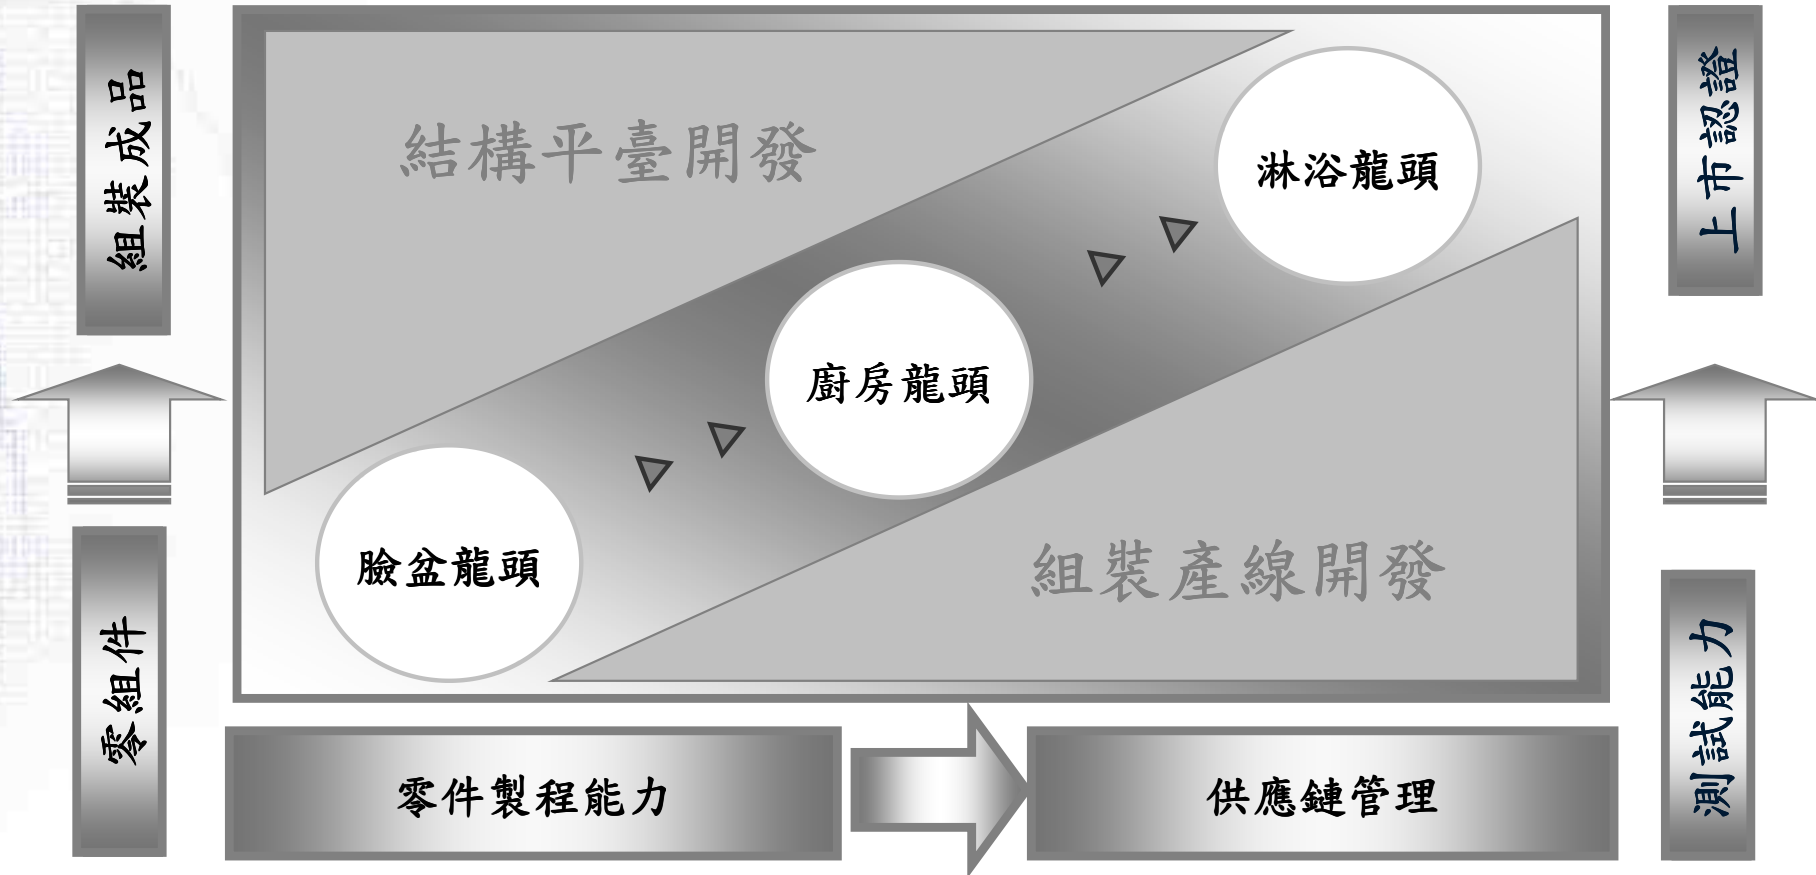 組裝成品
零組件
結構平臺開發
淋浴龍頭
廚房龍頭
臉盆龍頭
組裝產線開發
零件製程能力
供應鏈管理
上市認證
測試能力